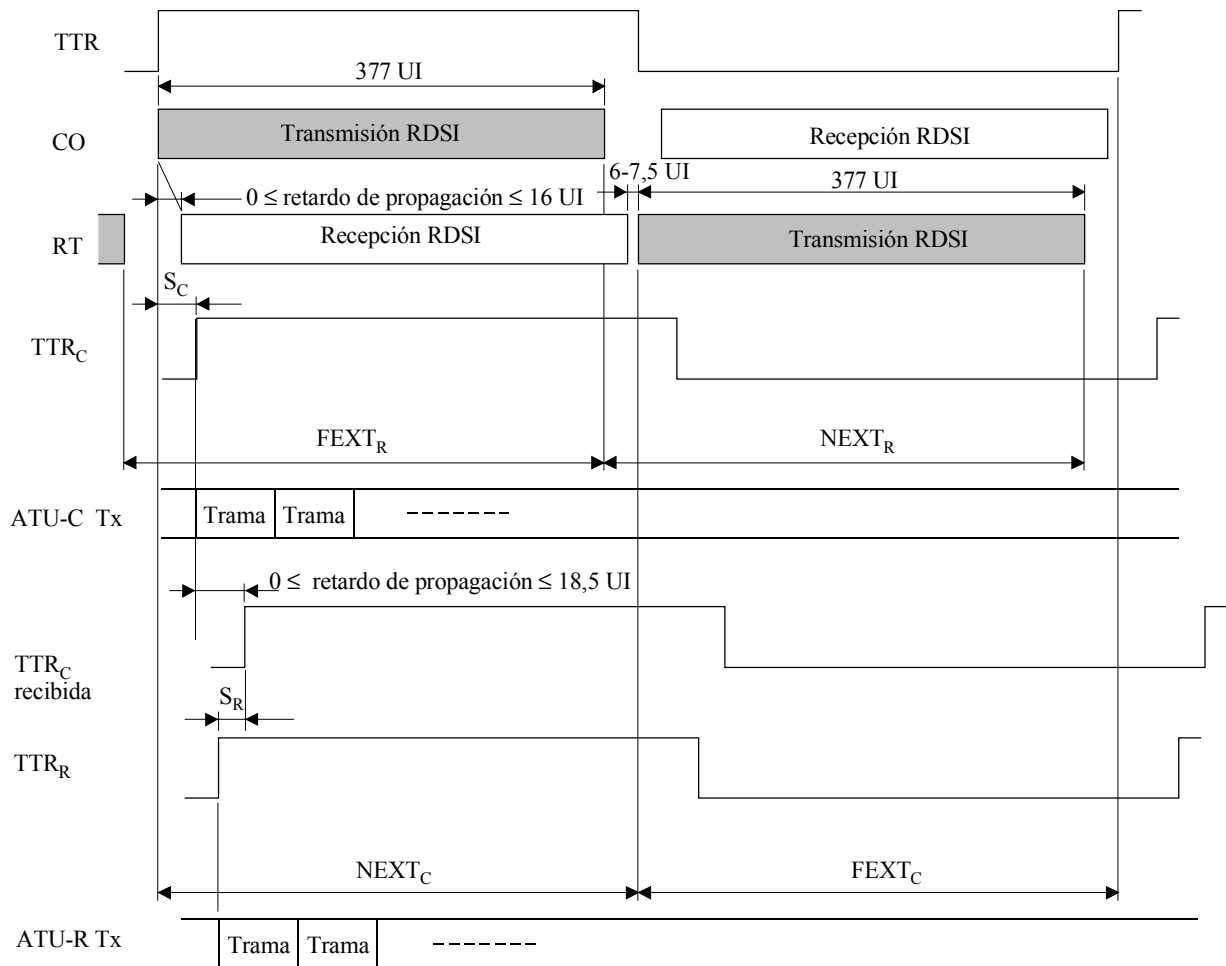 TTR
377 UI
CO
Transmisión RDSI
Recepción RDSI
6-7,5 UI
0 ≤ retardo de propagación ≤ 16 UI
377 UI
RT
Recepción RDSI
Transmisión RDSI
S_C
TTR_C
FEXT_R
NEXT_R
ATU-C Tx
Trama
Trama
0 ≤ retardo de propagación ≤ 18,5 UI
TTR_C
recibida
S_R
TTR_R
NEXT_C
FEXT_C
ATU-R Tx
Trama
Trama